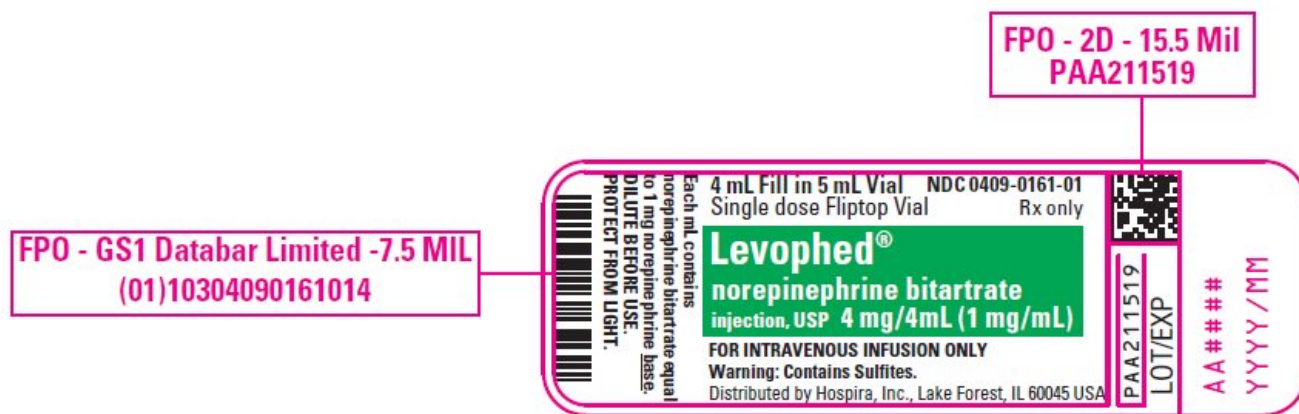 FPO - 2D - 15.5 Mil
PAA211519
FPO - GS1 Databar Limited -7.5 MIL
(01)10304090161014
Each mL contains
norepinephrine bitartrate equal
to 1 mg norepinephrine base.
DILUTE BEFORE USE.
PROTECT FROM LIGHT.
4 mL Fill in 5 mL Vial NDC 0409-0161-01
Single dose Fliptop Vial Rx only
Levophed®
norepinephrine bitartrate
injection, USP 4 mg/4mL (1 mg/mL)
FOR INTRAVENOUS INFUSION ONLY
Warning: Contains Sulfites.
Distributed by Hospira, Inc., Lake Forest, IL 60045 USA
PAA211519
LOT/EXP
AA####
YYYY/MM